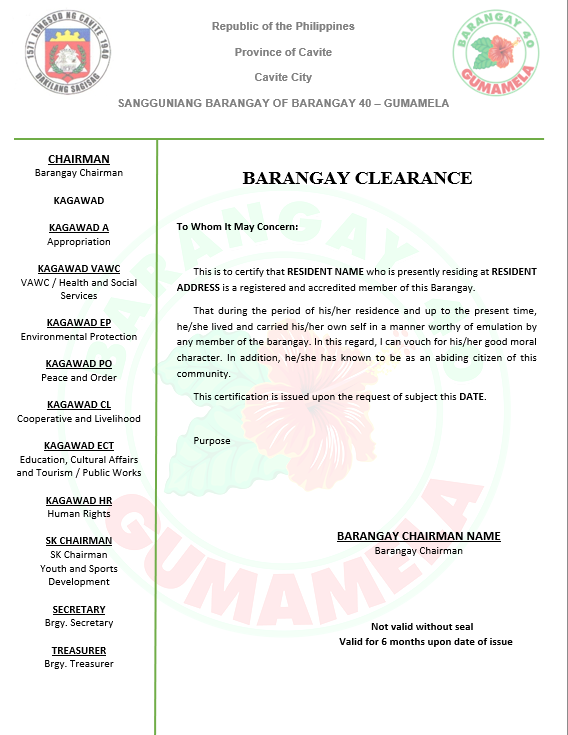 1571 LUNGSOD NG CAVITE 1940
DAKILANG SAGISAG
Republic of the Philippines
Province of Cavite
Cavite City
SANGGUNIANG BARANGAY OF BARANGAY 40 – GUMAMELA
BARANGAY 40
GUMAMELA
CHAIRMAN
Barangay Chairman
KAGAWAD
KAGAWAD A
Appropriation
KAGAWAD VAWC
VAWC / Health and Social
Services
KAGAWAD EP
Environmental Protection
KAGAWAD PO
Peace and Order
KAGAWAD CL
Cooperative and Livelihood
KAGAWAD ECT
Education, Cultural Affairs
and Tourism / Public Works
KAGAWAD HR
Human Rights
SK CHAIRMAN
SK Chairman
Youth and Sports
Development
SECRETARY
Brgy. Secretary
TREASURER
Brgy. Treasurer
BARANGAY CLEARANCE
To Whom It May Concern:
This is to certify that RESIDENT NAME who is presently residing at RESIDENT
ADDRESS is a registered and accredited member of this Barangay.
That during the period of his/her residence and up to the present time,
he/she lived and carried his/her own self in a manner worthy of emulation by
any member of the barangay. In this regard, I can vouch for his/her good moral
character. In addition, he/she has known to be as an abiding citizen of this
community.
This certification is issued upon the request of subject this DATE.
Purpose
BARANGAY CHAIRMAN NAME
Barangay Chairman
Not valid without seal
Valid for 6 months upon date of issue
BARANGAY 40
GUMAMELA